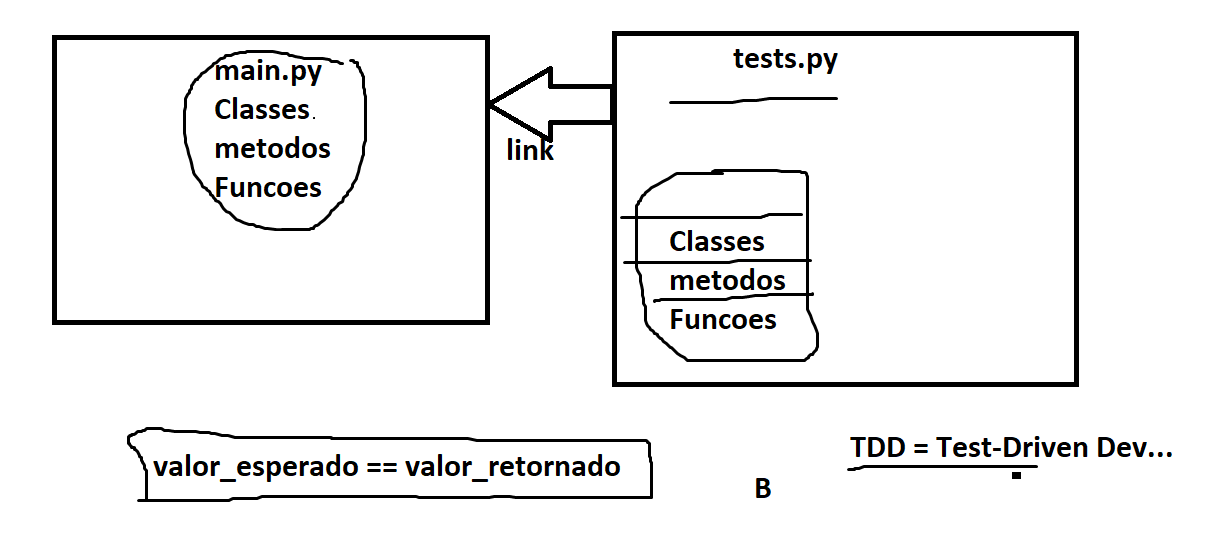 main.py
Classes.
metodos
Funcoes
link
tests.py
Classes
metodos
Funcoes
valor_esperado == valor_retornado
B
TDD = Test-Driven Dev...